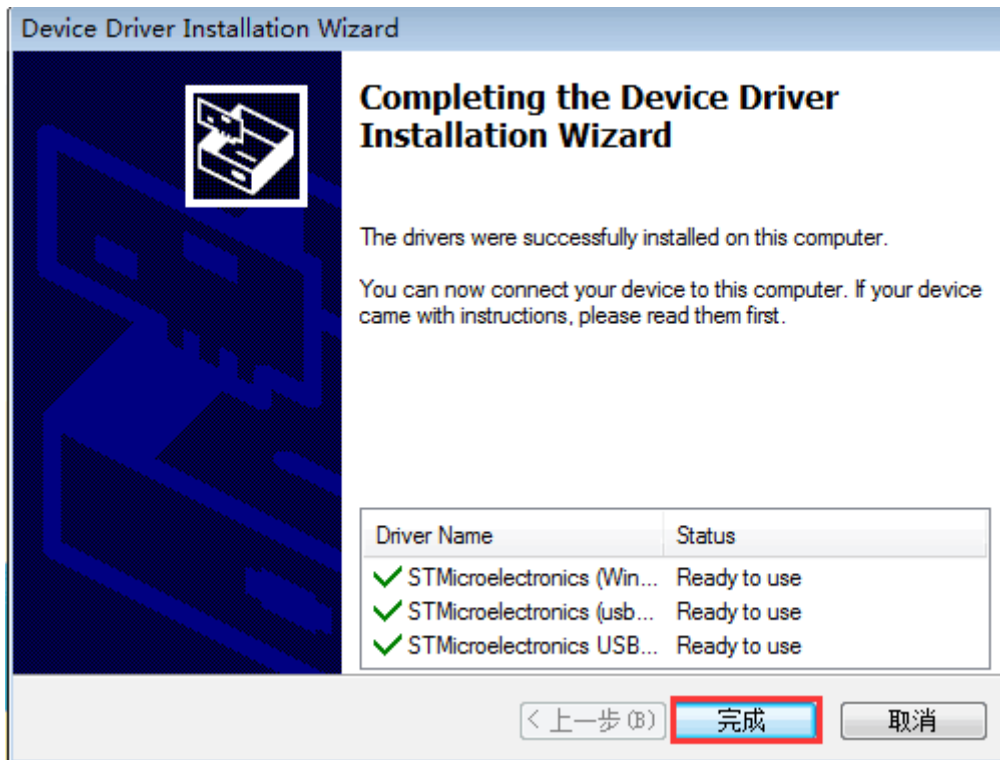 Device Driver Installation Wizard
Completing the Device Driver
Installation Wizard
The drivers were successfully installed on this computer.
You can now connect your device to this computer. If your device
came with instructions, please read them first.
Driver Name Status
STMicroelectronics (Win... Ready to use
STMicroelectronics (usb... Ready to use
STMicroelectronics USB... Ready to use
< 上一步(B) 完成 取消